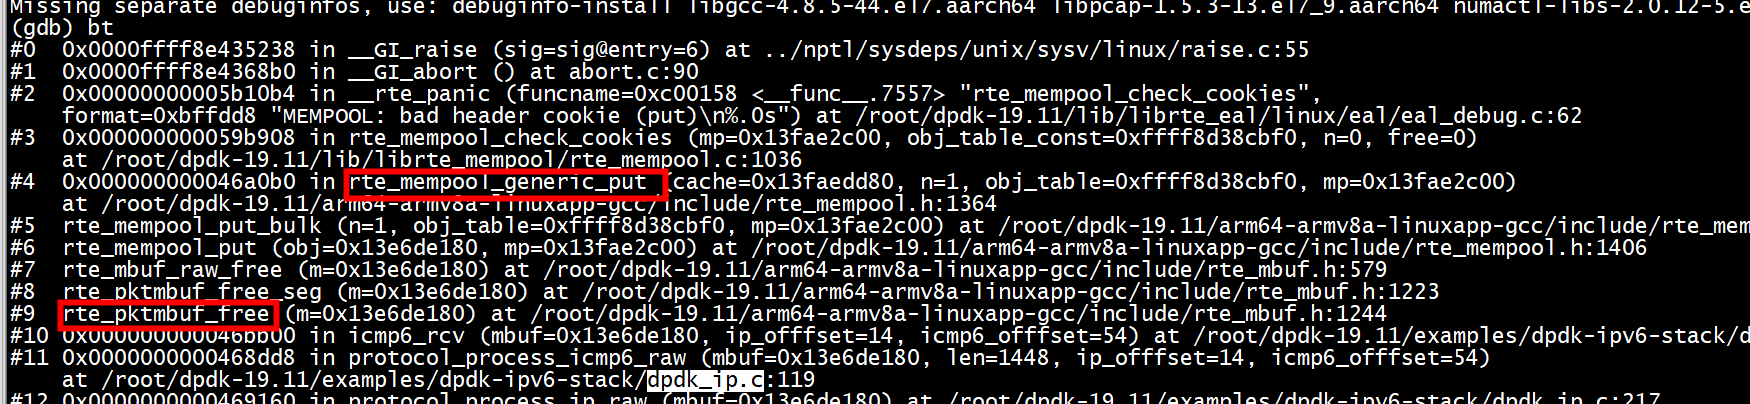 Missing separate debuginfos, use: debuginfo-install libgcc-4.8.5-44.el7.aarch64 libpcap-1.5.3-13.el7_9.aarch64 numactl-libs-2.0.12-5.e
(gdb) bt
#0  0x0000ffff8e435238 in __GI_raise (sig=sig@entry=6) at ../nptl/sysdeps/unix/sysv/linux/raise.c:55
#1  0x0000ffff8e4368b0 in __GI_abort () at abort.c:90
#2  0x00000000005b10b4 in __rte_panic (funcname=0xc00158 <__func__.7557> "rte_mempool_check_cookies",
format=0xbffdd8 "MEMPOOL: bad header cookie (put)\n%.0s") at /root/dpdk-19.11/lib/librte_eal/linux/eal/eal_debug.c:62
#3  0x000000000059b908 in rte_mempool_check_cookies (mp=0x13fae2c00, obj_table_const=0xffff8d38cbf0, n=0, free=0)
at /root/dpdk-19.11/lib/librte_mempool/rte_mempool.c:1036
#4  0x000000000046a0b0 in rte_mempool_generic_put (cache=0x13faedd80, n=1, obj_table=0xffff8d38cbf0, mp=0x13fae2c00)
at /root/dpdk-19.11/arm64-armv8a-linuxapp-gcc/include/rte_mempool.h:1364
#5  rte_mempool_put_bulk (n=1, obj_table=0xffff8d38cbf0, mp=0x13fae2c00) at /root/dpdk-19.11/arm64-armv8a-linuxapp-gcc/include/rte_mem
#6  rte_mempool_put (obj=0x13e6de180, mp=0x13fae2c00) at /root/dpdk-19.11/arm64-armv8a-linuxapp-gcc/include/rte_mempool.h:1406
#7  rte_mbuf_raw_free (m=0x13e6de180) at /root/dpdk-19.11/arm64-armv8a-linuxapp-gcc/include/rte_mbuf.h:579
#8  rte_pktmbuf_free_seg (m=0x13e6de180) at /root/dpdk-19.11/arm64-armv8a-linuxapp-gcc/include/rte_mbuf.h:1223
#9  rte_pktmbuf_free (m=0x13e6de180) at /root/dpdk-19.11/arm64-armv8a-linuxapp-gcc/include/rte_mbuf.h:1244
#10 0x000000000046bb00 in icmp6_rcv (mbuf=0x13e6de180, ip_offfset=14, icmp6_offfset=54) at /root/dpdk-19.11/examples/dpdk-ipv6-stack/d
#11 0x0000000000468dd8 in protocol_process_icmp6_raw (mbuf=0x13e6de180, len=1448, ip_offfset=14, icmp6_offfset=54)
at /root/dpdk-19.11/examples/dpdk-ipv6-stack/dpdk_ip.c:119
#12 0x0000000000469160 in protocol_process_ip_raw (mbuf=0x13e6de180) at /root/dpdk-19.11/examples/dpdk-ipv6-stack/dpdk_ip.c:217